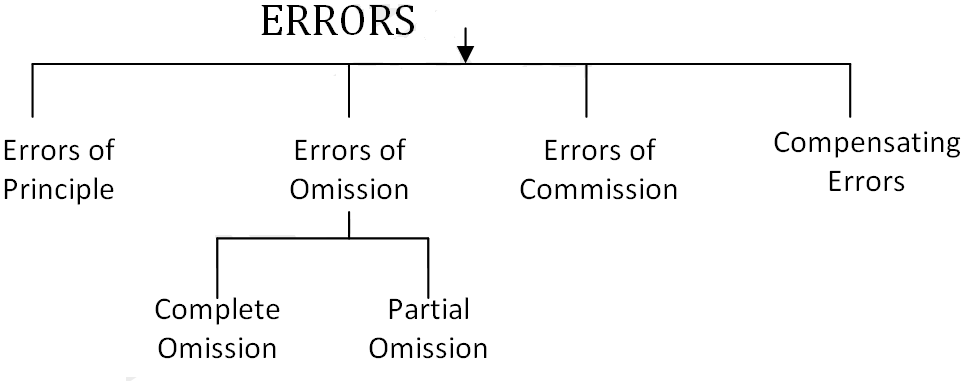 ERRORS
Errors of
Principle
Errors of
Omission
Errors of
Commission
Compensating
Errors
Complete
Omission
Partial
Omission